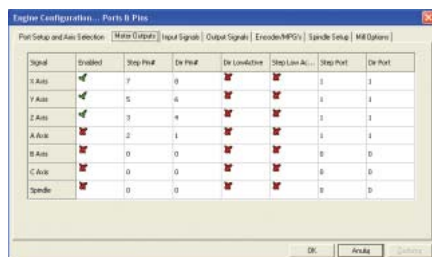 Engine Configuration... Ports & Pins
Port Setup and Axis Selection Motor Outputs Input Signals Output Signals Encoder/MPG's Spindle Setup Mill Options
Signal Enabled Step Pin# Dir Pin# Dir LowActive Step Low Ac... Step Port Dir Port
X Axis 7 8 1 1
Y Axis 5 6 1 1
Z Axis 3 4 1 1
A Axis 2 1 1 1
B Axis 0 0 0 0
C Axis 0 0 0 0
Spindle 0 0 0 0
OK Annulej